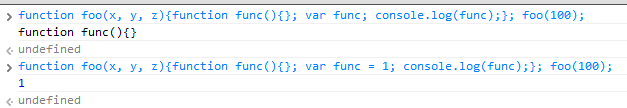 > function foo(x, y, z){function func(){}; var func; console.log(func);}; foo(100);
function func(){}
< undefined
> function foo(x, y, z){function func(){}; var func = 1; console.log(func);}; foo(100);
1
< undefined